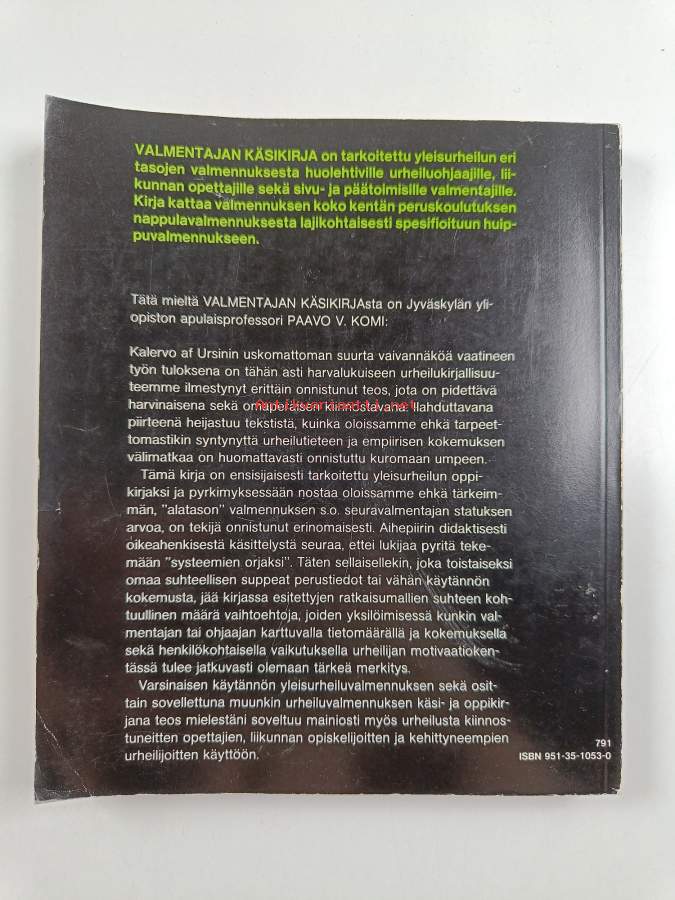 VALMENTAJAN KÄSIKIRJA on tarkoitettu yleisurheilun eri
tasojen valmennuksesta huolehtiville urheiluohjaajille, lii-
kunnan opettajille sekä sivu- ja päätoimisille valmentajille.
Kirja kattaa valmennuksen koko kentän peruskoulutuksen
nappulavalmennuksesta lajikohtaisesti spesifioituun huip-
puvalmennukseen.
Tätä mieltä VALMENTAJAN KÄSIKIRJAsta on Jyväskylän yli-
opiston apulaisprofessori PAAVO V. KOMI:
Kalervo af Ursinin uskomattoman suurta vaivannäköä vaatineen
työn tuloksena on tähän asti harvalukuiseen urheilukirjallisuu-
teemme ilmestynyt erittäin onnistunut teos, jota on pidettävä
harvinaisena sekä omaperäisen kiinnostavana. Ilahduttavana
piirteenä heijastuu tekstistä, kuinka oloissamme ehkä tarpeet-
tomastikin syntynyttä urheilutieteen ja empiirisen kokemuksen
välimatkaa on huomattavasti onnistuttu kuromaan umpeen.
Tämä kirja on ensisijaisesti tarkoitettu yleisurheilun oppi-
kirjaksi ja pyrkimyksessään nostaa oloissamme ehkä tärkeim-
män, "alatason" valmennuksen s.o. seuravalmentajan statuksen
arvoa, on tekijä onnistunut erinomaisesti. Aihepiirin didaktisesti
oikeahenkisestä käsittelystä seuraa, ettei lukijaa pyritä teke-
mään "systeemien orjaksi". Täten sellaisellekin, joka toistaiseksi
omaa suhteellisen suppeat perustiedot tai vähän käytännön
kokemusta, jää kirjassa esitettyjen ratkaisumallien suhteen koh-
tuullinen määrä vaihtoehtoja, joiden yksilöimisessä kunkin val-
mentajan tai ohjaajan karttuvalla tietomäärällä ja kokemuksella
sekä henkilökohtaisella vaikutuksella urheilijan motivaatioken-
tässä tulee jatkuvasti olemaan tärkeä merkitys.
Varsinaisen käytännön yleisurheiluvalmennuksen sekä osit-
tain sovellettuna muunkin urheiluvalmennuksen käsi- ja oppikir-
jana teos mielestäni soveltuu mainiosti myös urheilusta kiinnos-
tuneitten opettajien, liikunnan opiskelijoitten ja kehittyneempien
urheilijoitten käyttöön.
791
ISBN 951-35-1053-0